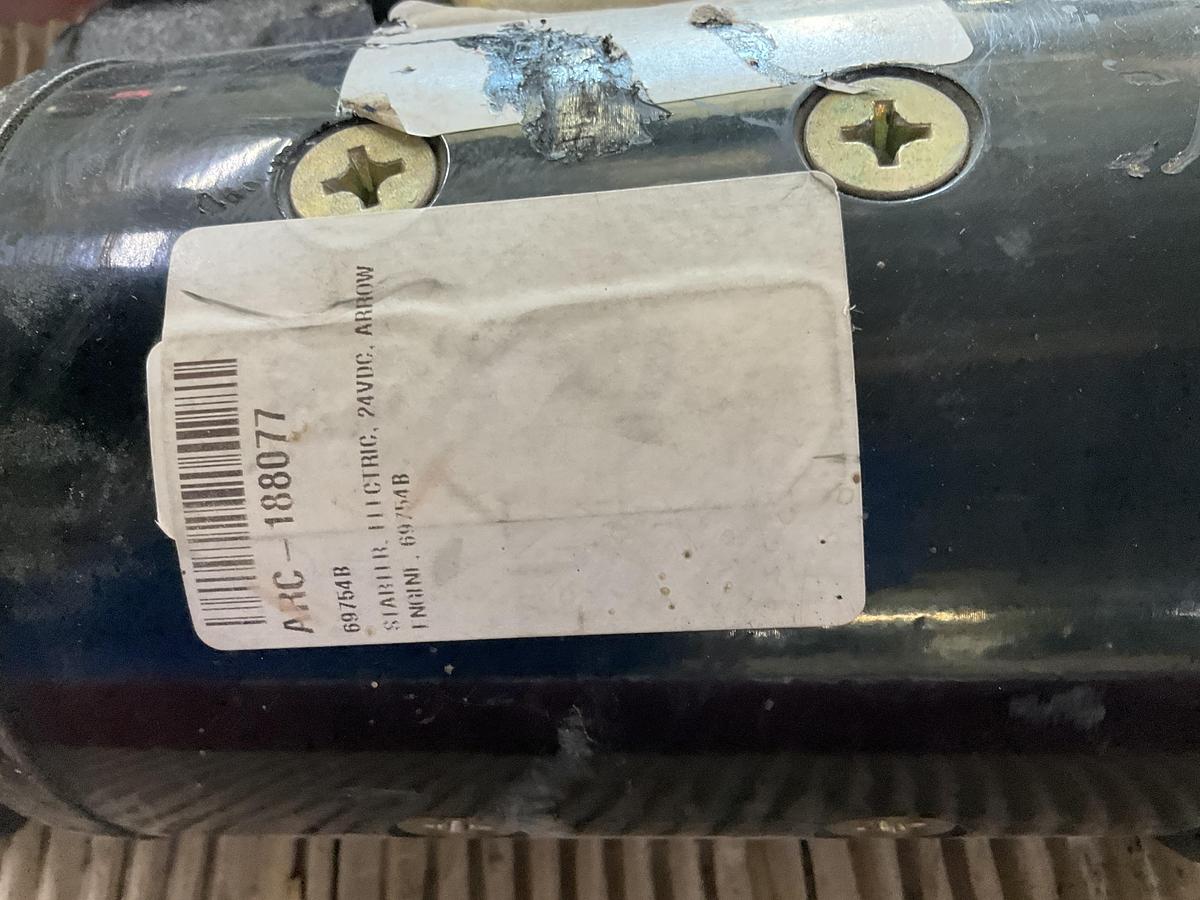 ARC-188077
69754B
STARTER, ELECTRIC, 24VDC, ARROW
ENGINE, 69754B